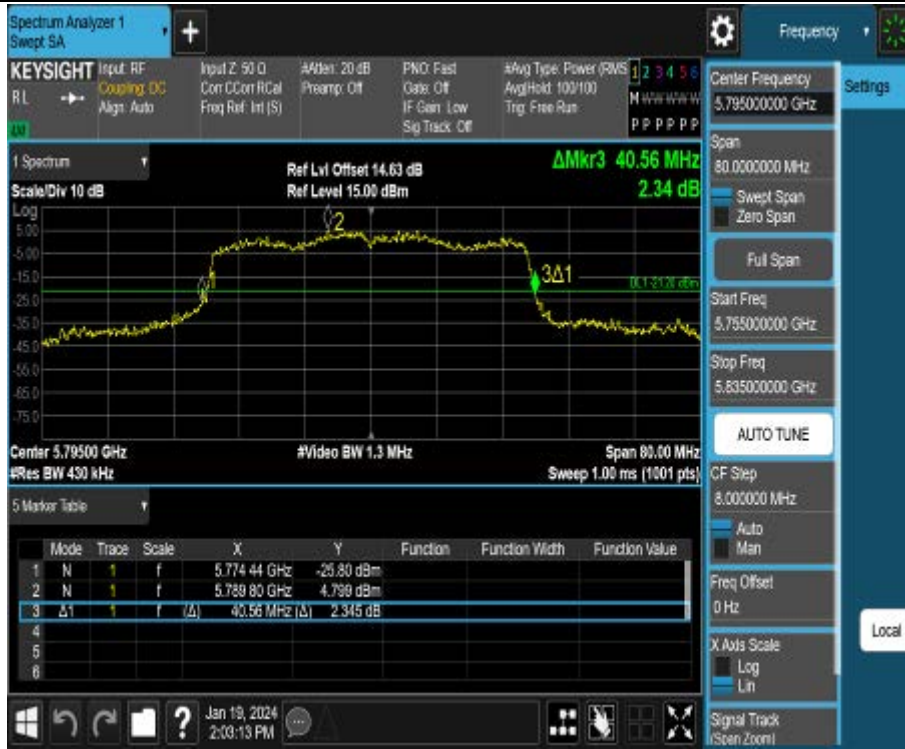 Spectrum Analyzer 1
Swept SA
+
Frequency
KEYSIGHT
RL
Input: RF
Coupling: DC
Align: Auto
Input Z: 50 Ω
Corr CCorr RCal
Freq Ref: Int (S)
#Atten: 20 dB
Preamp: Off
PNO: Fast
Gate: Off
IF Gain: Low
Sig Track: Off
#Avg Type: Power (RMS
Avg|Hold: 100/100
Trig: Free Run
1 2 3 4 5 6
M W W W W W
P P P P P P
1 Spectrum
Scale/Div 10 dB
Ref Lvl Offset 14.63 dB
Ref Level 15.00 dBm
ΔMkr3 40.56 MHz
2.34 dB
Log
5.00
-5.00
-15.0
-25.0
-35.0
-45.0
-55.0
-65.0
-75.0
2
3Δ1
DL1 -21.20 dBm
Center 5.79500 GHz
#Res BW 430 kHz
#Video BW 1.3 MHz
Span 80.00 MHz
Sweep 1.00 ms (1001 pts)
5 Marker Table
Mode Trace Scale X Y Function Function Width Function Value
1 N 1 f 5.774 44 GHz -25.80 dBm
2 N 1 f 5.789 80 GHz 4.799 dBm
3 Δ1 1 f (Δ) 40.56 MHz (Δ) 2.345 dB
4
5
6
Jan 19, 2024
2:03:13 PM
?
Center Frequency
5.795000000 GHz
Span
80.0000000 MHz
Swept Span
Zero Span
Full Span
Start Freq
5.755000000 GHz
Stop Freq
5.835000000 GHz
AUTO TUNE
CF Step
8.000000 MHz
Auto
Man
Freq Offset
0 Hz
X Axis Scale
Log
Lin
Signal Track
(Span Zoom)
Settings
Local